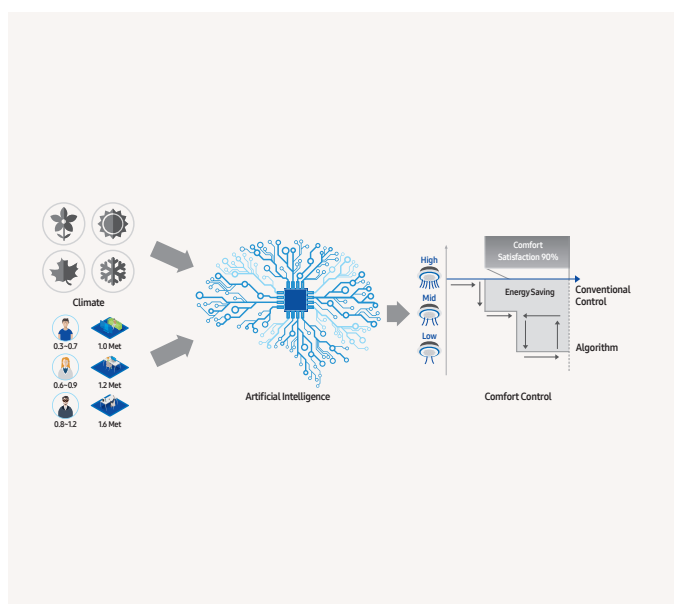 Climate
0.3~0.7
1.0 Met
0.6~0.9
1.2 Met
0.8~1.2
1.6 Met
Artificial Intelligence
High
Mid
Low
Comfort
Satisfaction 90%
Energy Saving
Conventional
Control
Algorithm
Comfort Control